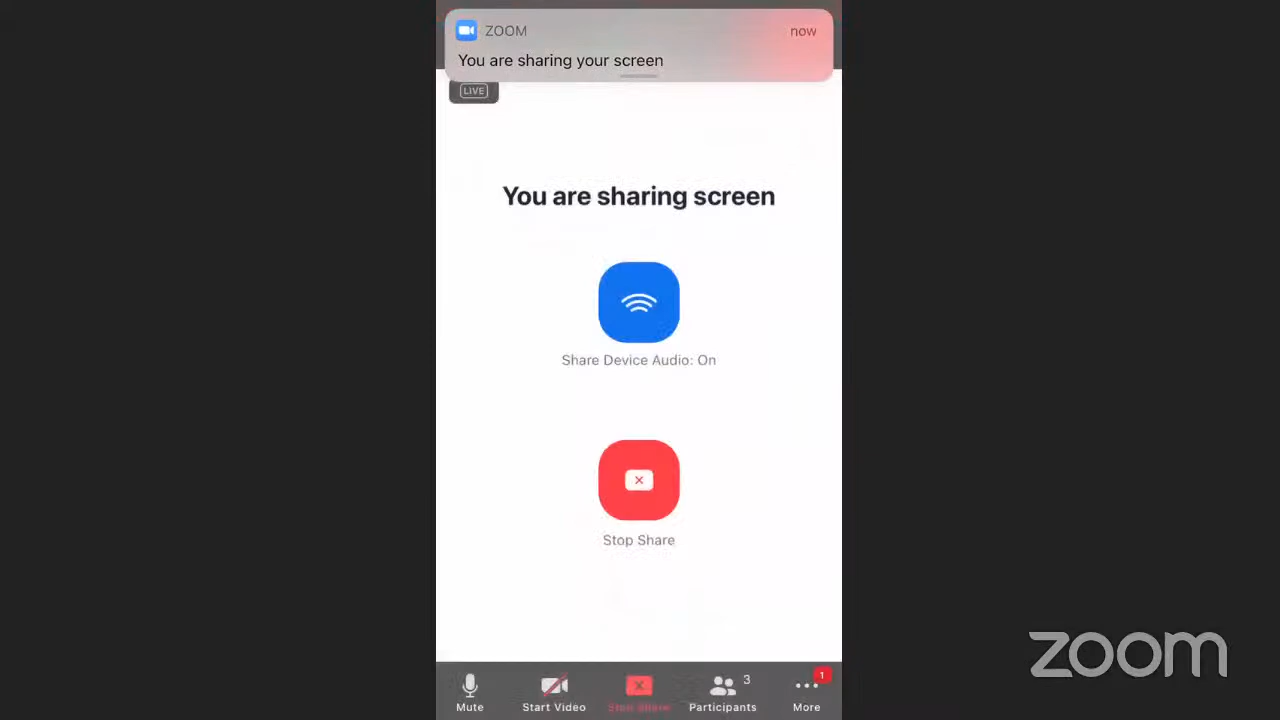 ZOOM
now
You are sharing your screen
LIVE
You are sharing screen
Share Device Audio: On
Stop Share
3
1
Mute
Start Video
Stop Share
Participants
More
zoom